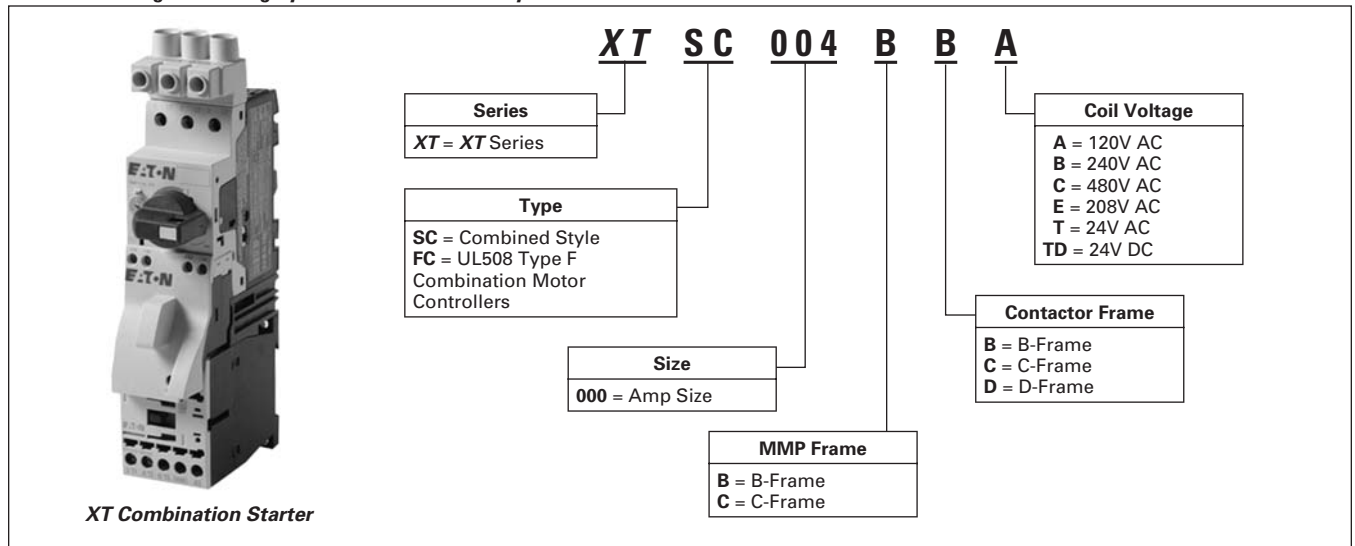 XT SC 004 B B A
Series
XT = XT Series
Type
SC = Combined Style
FC = UL508 Type F
Combination Motor
Controllers
Size
000 = Amp Size
MMP Frame
B = B-Frame
C = C-Frame
Contactor Frame
B = B-Frame
C = C-Frame
D = D-Frame
Coil Voltage
A = 120V AC
B = 240V AC
C = 480V AC
E = 208V AC
T = 24V AC
TD = 24V DC
EATON
EATON
XT Combination Starter